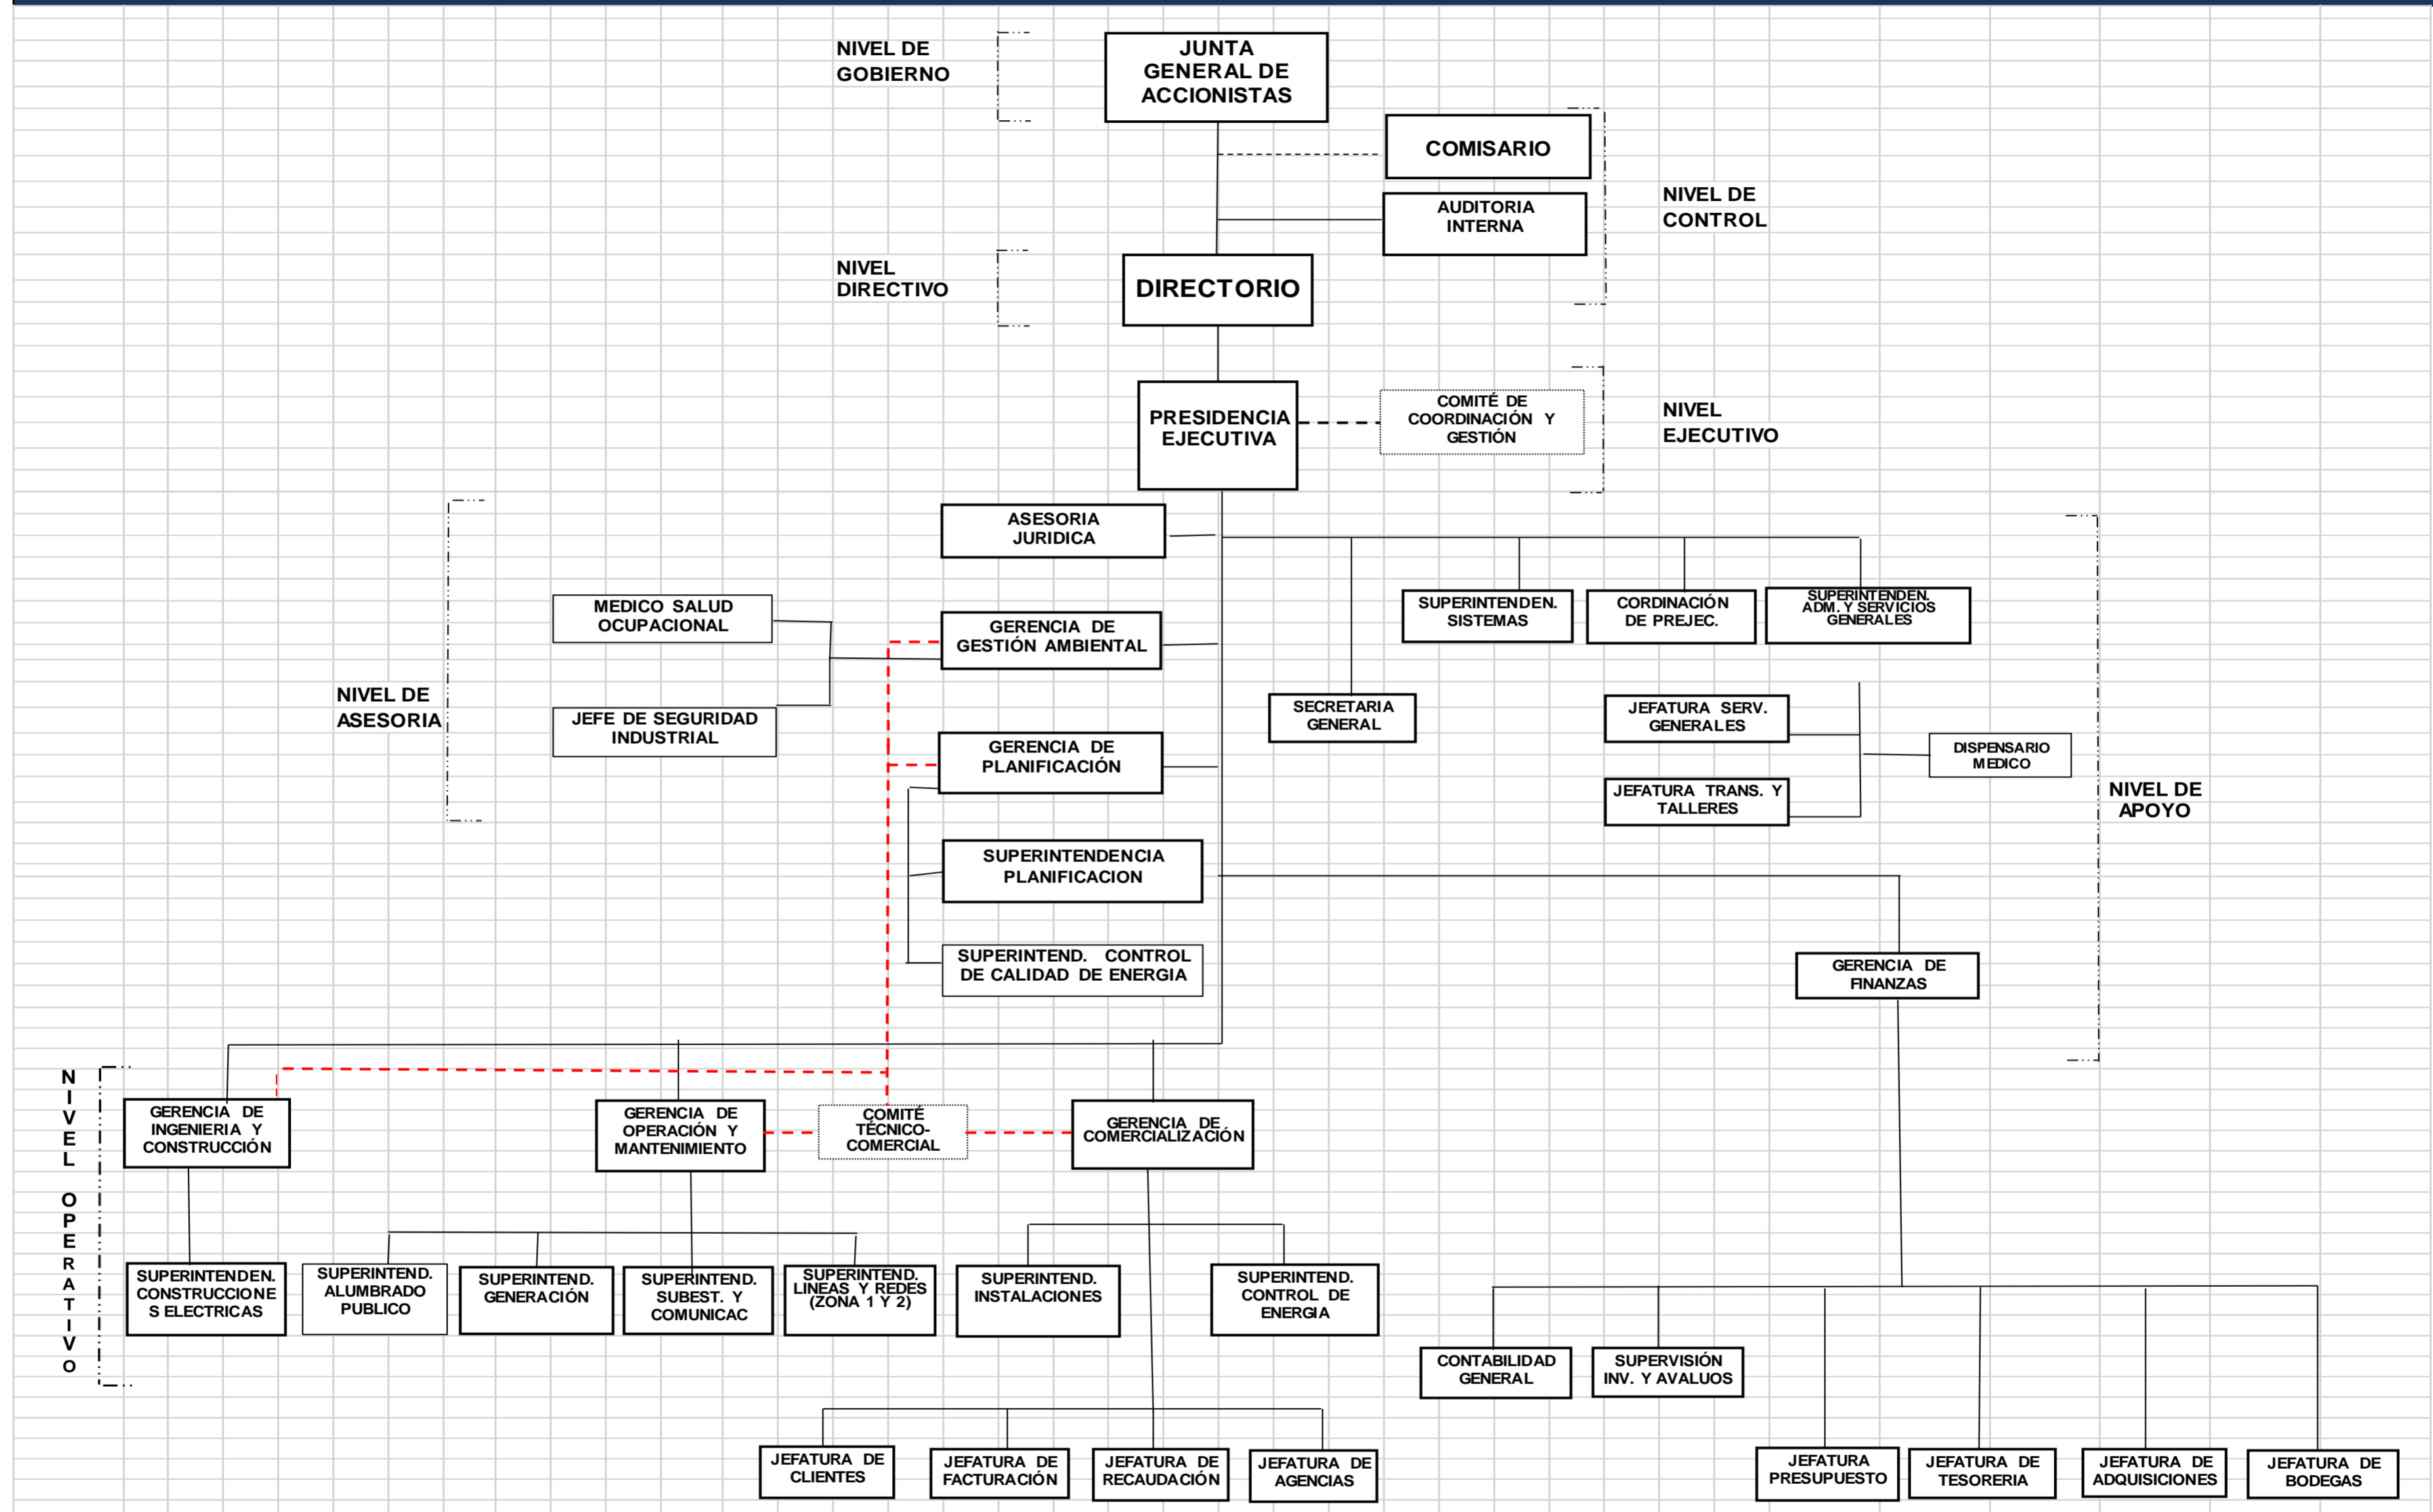 NIVEL DE
GOBIERNO
JUNTA
GENERAL DE
ACCIONISTAS
COMISARIO
AUDITORIA
INTERNA
NIVEL DE
CONTROL
NIVEL
DIRECTIVO
DIRECTORIO
PRESIDENCIA
EJECUTIVA
COMITÉ DE
COORDINACIÓN Y
GESTIÓN
NIVEL
EJECUTIVO
ASESORIA
JURIDICA
MEDICO SALUD
OCUPACIONAL
GERENCIA DE
GESTIÓN AMBIENTAL
SUPERINTENDEN.
SISTEMAS
CORDINACIÓN
DE PREJEC.
SUPERINTENDEN.
ADM. Y SERVICIOS
GENERALES
NIVEL DE
ASESORIA
JEFE DE SEGURIDAD
INDUSTRIAL
SECRETARIA
GENERAL
JEFATURA SERV.
GENERALES
GERENCIA DE
PLANIFICACIÓN
DISPENSARIO
MEDICO
JEFATURA TRANS. Y
TALLERES
NIVEL DE
APOYO
SUPERINTENDENCIA
PLANIFICACION
SUPERINTEND. CONTROL
DE CALIDAD DE ENERGIA
GERENCIA DE
FINANZAS
N
I
V
E
L
O
P
E
R
A
T
I
V
O
GERENCIA DE
INGENIERIA Y
CONSTRUCCIÓN
GERENCIA DE
OPERACIÓN Y
MANTENIMIENTO
COMITÉ
TÉCNICO-
COMERCIAL
GERENCIA DE
COMERCIALIZACIÓN
SUPERINTENDEN.
CONSTRUCCIONE
S ELECTRICAS
SUPERINTEND.
ALUMBRADO
PUBLICO
SUPERINTEND.
GENERACIÓN
SUPERINTEND.
SUBEST. Y
COMUNICAC
SUPERINTEND.
LINEAS Y REDES
(ZONA 1 Y 2)
SUPERINTEND.
INSTALACIONES
SUPERINTEND.
CONTROL DE
ENERGIA
CONTABILIDAD
GENERAL
SUPERVISIÓN
INV. Y AVALUOS
JEFATURA DE
CLIENTES
JEFATURA DE
FACTURACIÓN
JEFATURA DE
RECAUDACIÓN
JEFATURA DE
AGENCIAS
JEFATURA
PRESUPUESTO
JEFATURA DE
TESORERIA
JEFATURA DE
ADQUISICIONES
JEFATURA DE
BODEGAS